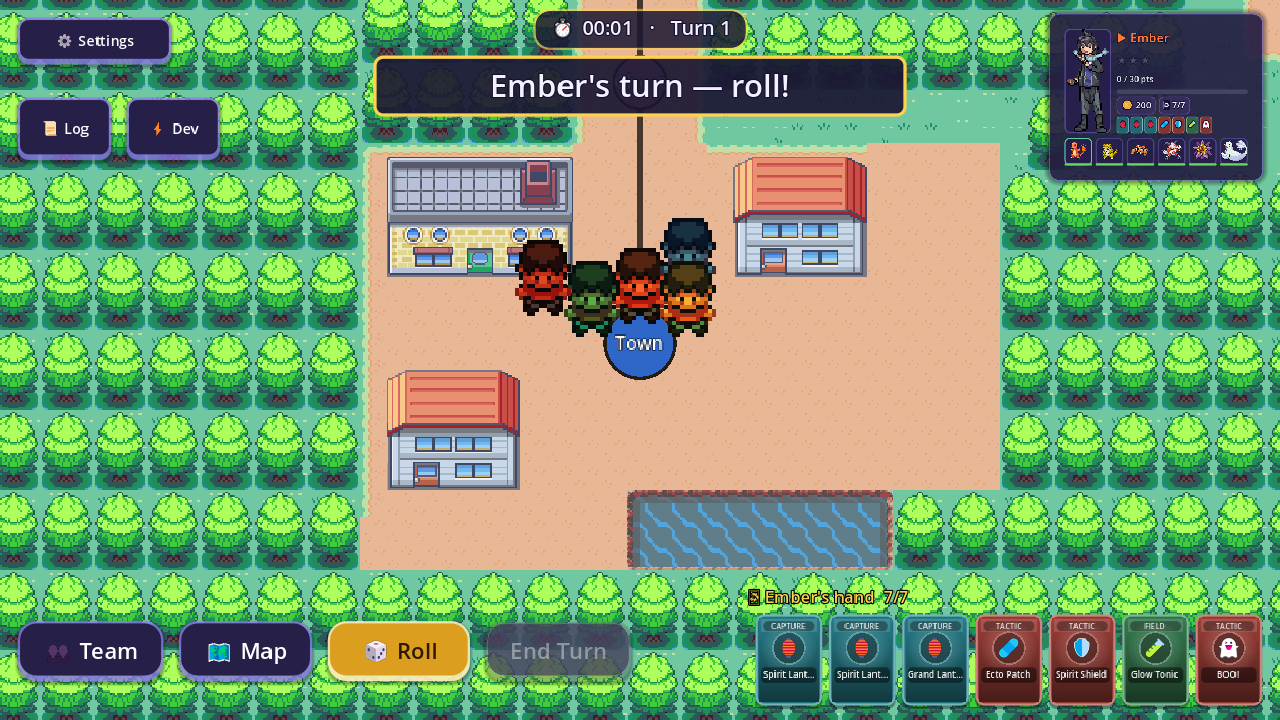 Settings
00:01 · Turn 1
Ember
0 / 30 pts
200
7/7
Ember's turn — roll!
Log
Dev
Town
Ember's hand 7/7
CAPTURE
Spirit Lant...
CAPTURE
Spirit Lant...
CAPTURE
Grand Lant...
TACTIC
Ecto Patch
TACTIC
Spirit Shield
FIELD
Glow Tonic
TACTIC
BOO!
Team
Map
Roll
End Turn